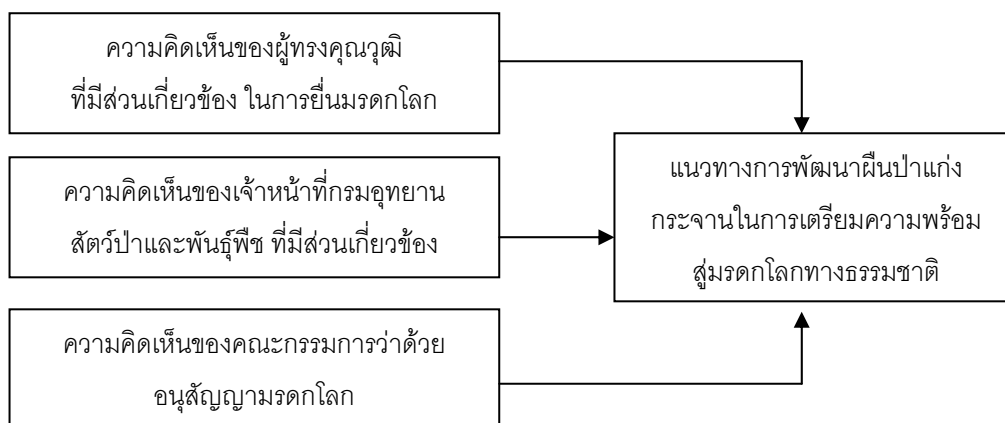 ความคิดเห็นของผู้ทรงคุณวุฒิ
ที่มีส่วนเกี่ยวข้อง ในการยื่นมรดกโลก
ความคิดเห็นของเจ้าหน้าที่กรมอุทยาน
สัตว์ป่าและพันธุ์พืช ที่มีส่วนเกี่ยวข้อง
ความคิดเห็นของคณะกรรมการว่าด้วย
อนุสัญญามรดกโลก
แนวทางการพัฒนาผืนป่าแก่ง
กระจานในการเตรียมความพร้อม
สู่มรดกโลกทางธรรมชาติ